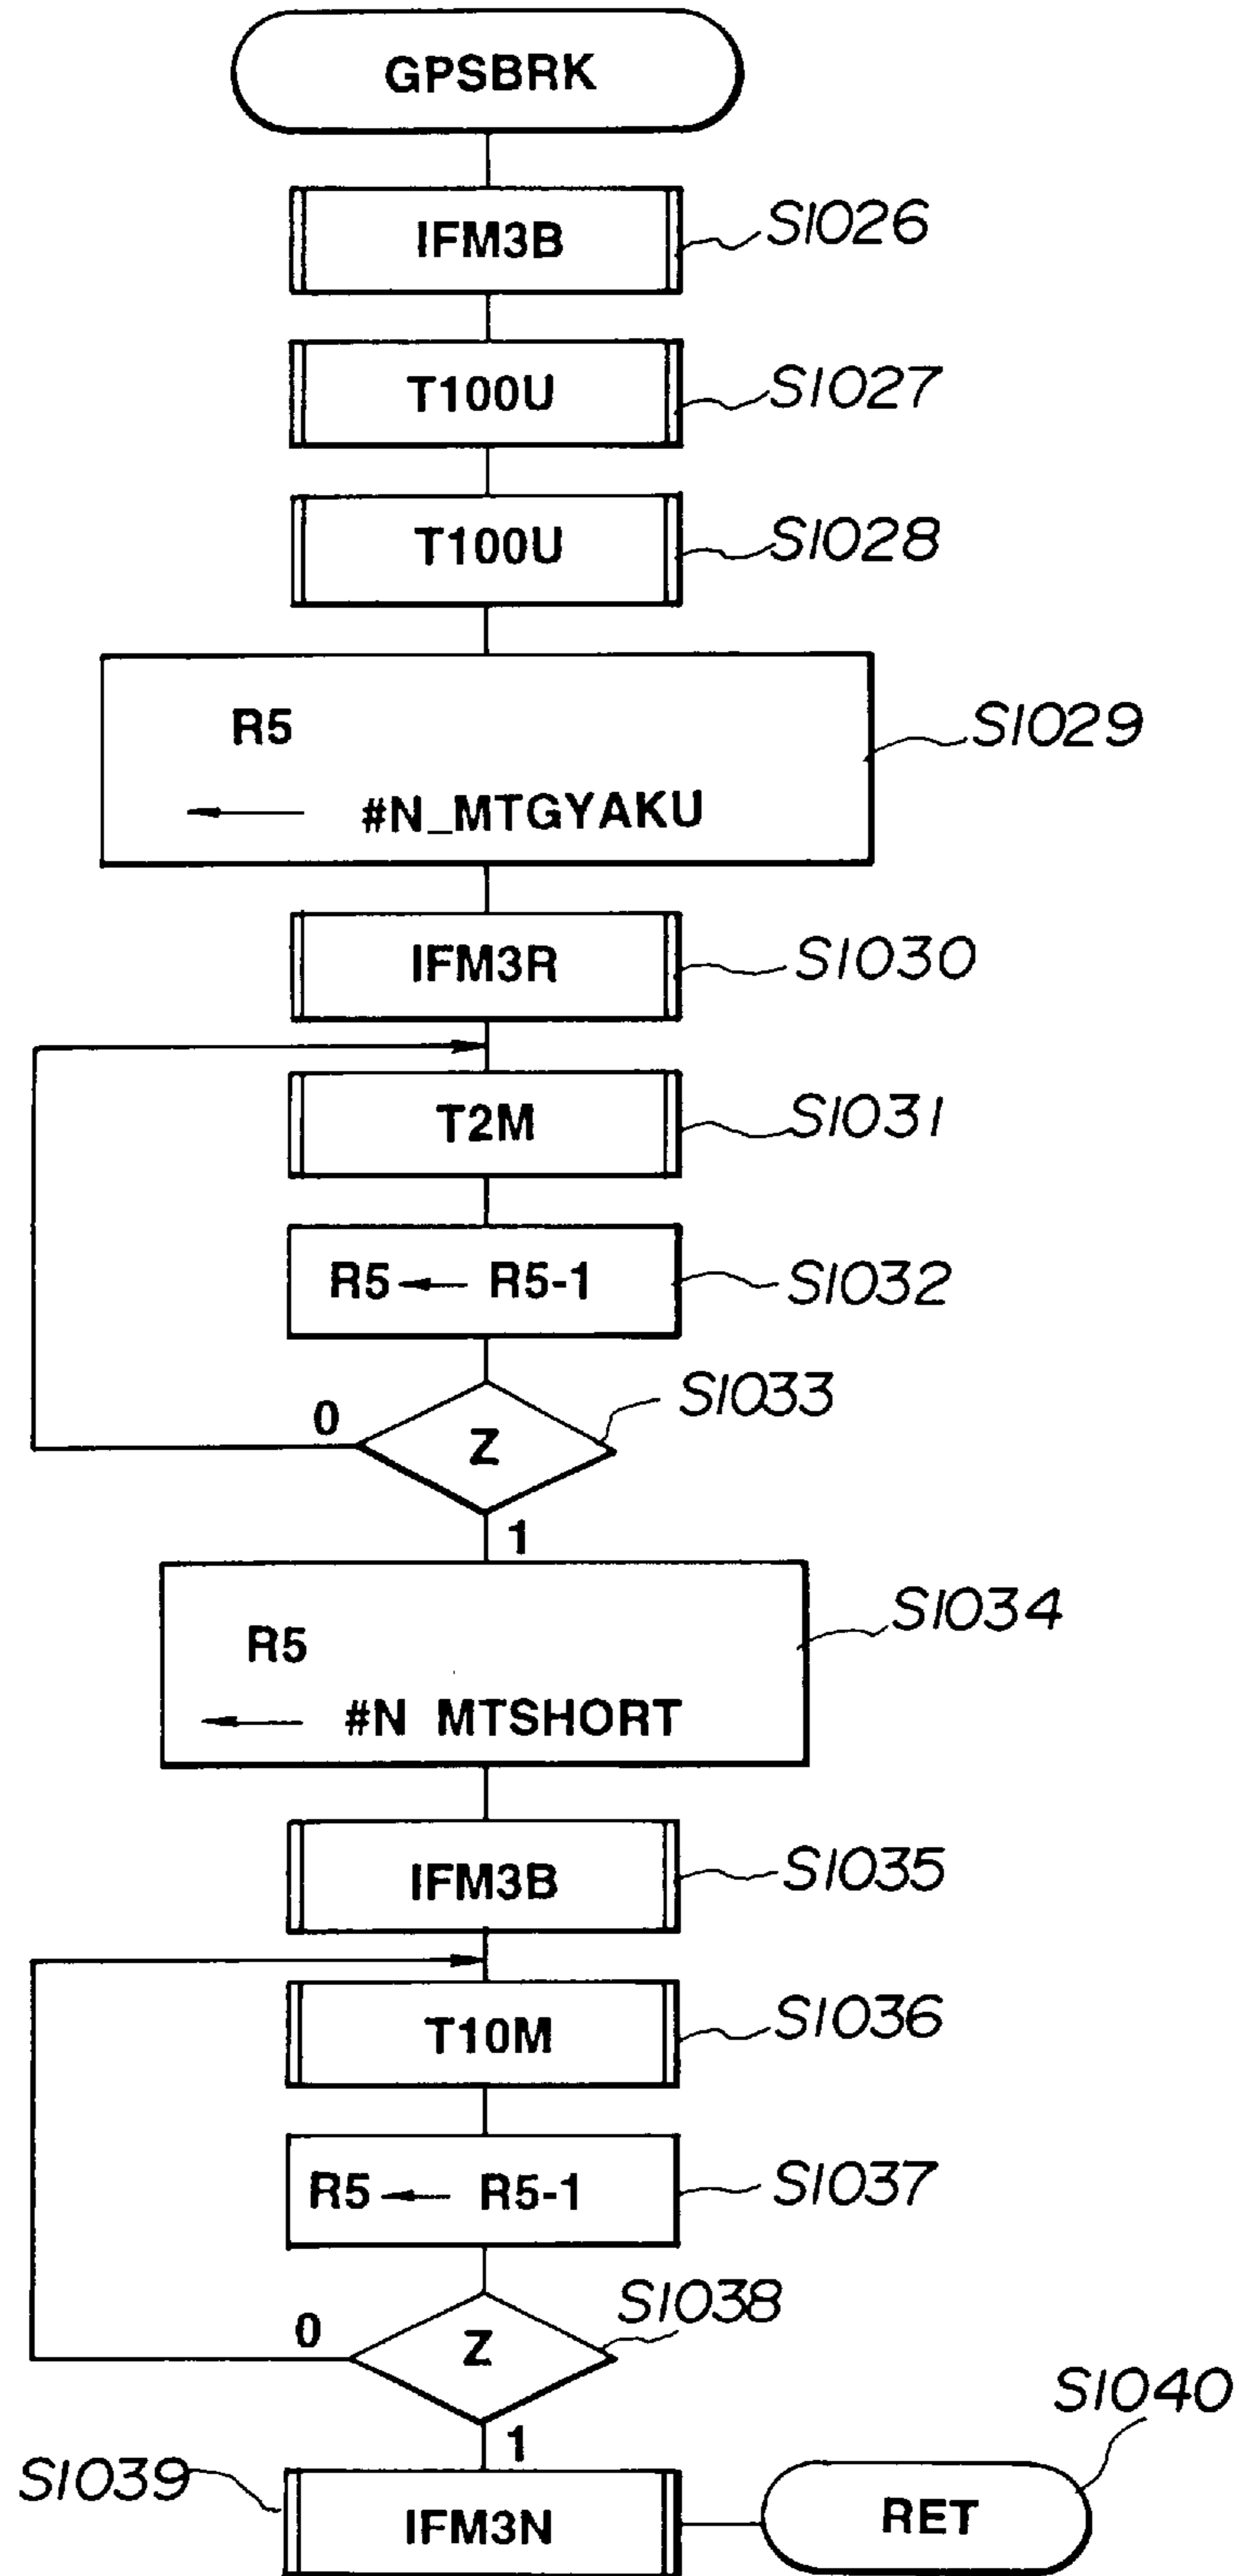 GPSBRK
IFM3B
S1026
T100U
S1027
T100U
S1028
R5
← #N_MTGYAKU
S1029
IFM3R
S1030
T2M
S1031
R5 ← R5-1
S1032
0
Z
S1033
1
R5
← #N MTSHORT
S1034
IFM3B
S1035
T10M
S1036
R5 ← R5-1
S1037
0
Z
S1038
1
S1039
IFM3N
RET
S1040